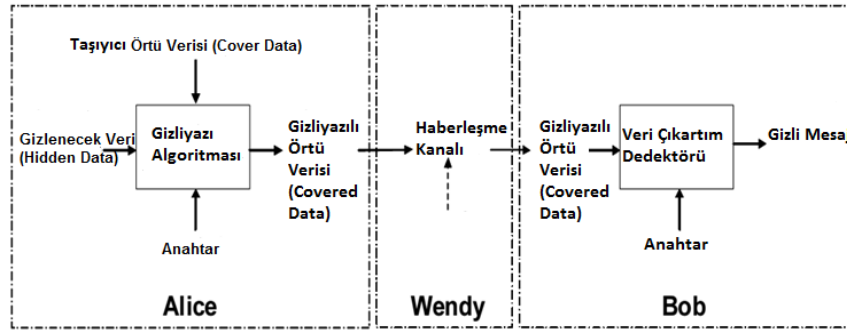 Taşıyıcı Örtü Verisi (Cover Data)
Gizlenecek Veri
(Hidden Data)
Gizliyazı
Algoritması
Anahtar
Gizliyazılı
Örtü
Verisi
(Covered
Data)
Alice
Haberleşme
Kanalı
Wendy
Gizliyazılı
Örtü
Verisi
(Covered
Data)
Veri Çıkartım
Dedektörü
Anahtar
Gizli Mesaj
Bob